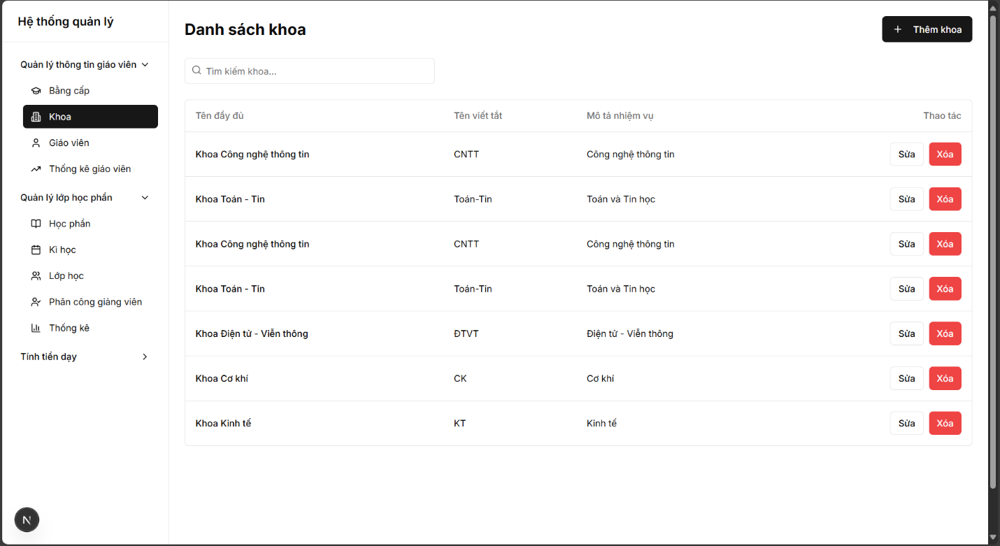 Hệ thống quản lý
Quản lý thông tin giáo viên
Bằng cấp
Khoa
Giáo viên
Thống kê giáo viên
Quản lý lớp học phần
Học phần
Kì học
Lớp học
Phân công giảng viên
Thống kê
Tính tiền dạy
N
Danh sách khoa
+ Thêm khoa
Tìm kiếm khoa...
Tên đầy đủ Tên viết tắt Mô tả nhiệm vụ Thao tác
Khoa Công nghệ thông tin CNTT Công nghệ thông tin Sửa Xóa
Khoa Toán - Tin Toán-Tin Toán và Tin học Sửa Xóa
Khoa Công nghệ thông tin CNTT Công nghệ thông tin Sửa Xóa
Khoa Toán - Tin Toán-Tin Toán và Tin học Sửa Xóa
Khoa Điện tử - Viễn thông ĐTVT Điện tử - Viễn thông Sửa Xóa
Khoa Cơ khí CK Cơ khí Sửa Xóa
Khoa Kinh tế KT Kinh tế Sửa Xóa